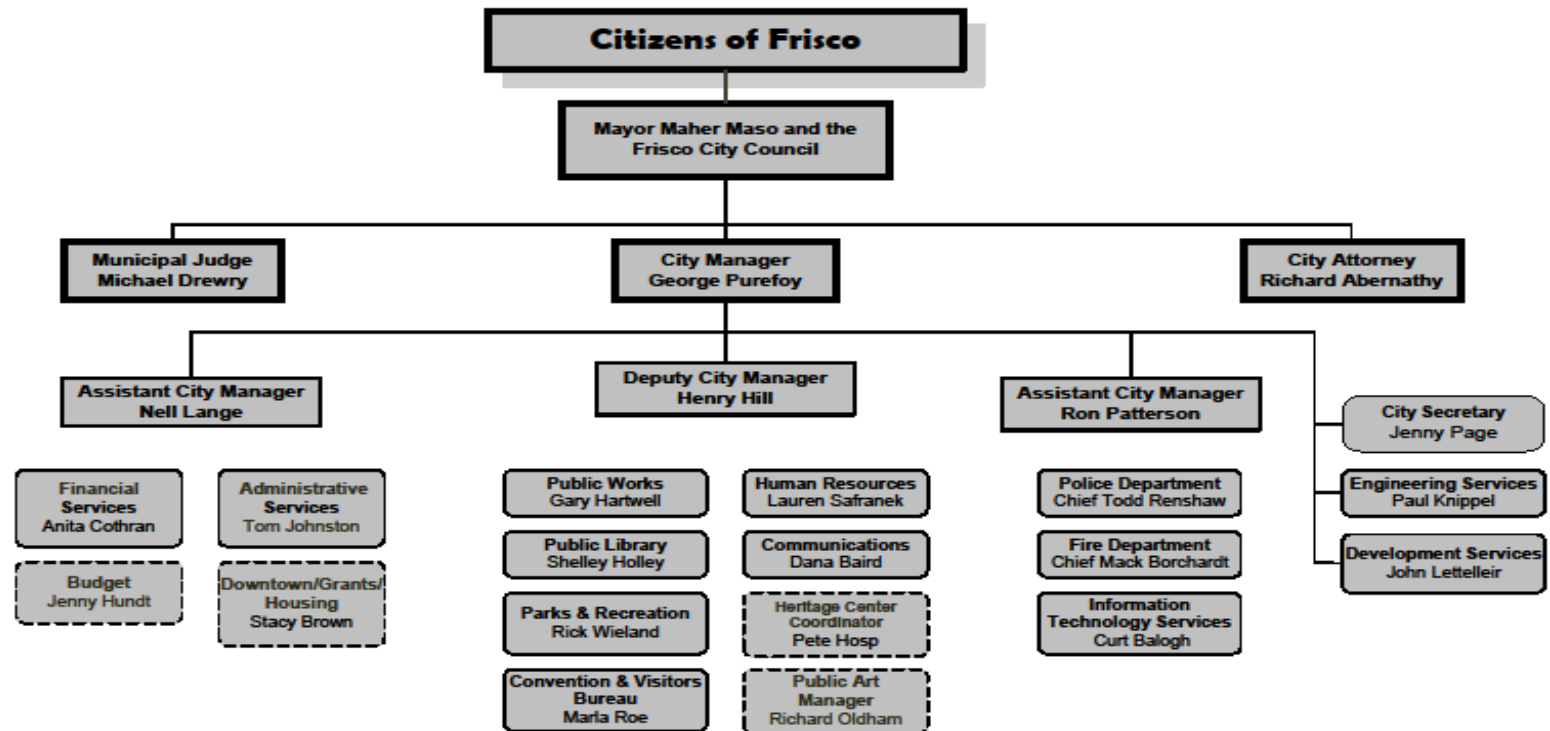 Citizens of Frisco
Mayor Maher Maso and the
Frisco City Council
Municipal Judge
Michael Drewry
City Manager
George Purefoy
City Attorney
Richard Abernathy
Assistant City Manager
Nell Lange
Deputy City Manager
Henry Hill
Assistant City Manager
Ron Patterson
City Secretary
Jenny Page
Financial
Services
Anita Cothran
Administrative
Services
Tom Johnston
Public Works
Gary Hartwell
Human Resources
Lauren Safranek
Police Department
Chief Todd Renshaw
Engineering Services
Paul Knippel
Public Library
Shelley Holley
Communications
Dana Baird
Fire Department
Chief Mack Borchardt
Development Services
John Lettelleir
Budget
Jenny Hundt
Downtown/Grants/
Housing
Stacy Brown
Parks & Recreation
Rick Wieland
Heritage Center
Coordinator
Pete Hosp
Information
Technology Services
Curt Balogh
Convention & Visitors
Bureau
Marla Roe
Public Art
Manager
Richard Oldham